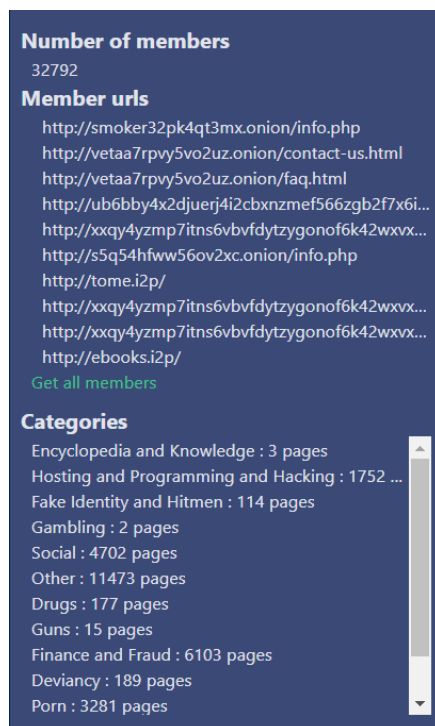 Number of members
32792
Member urls
http://smoker32pk4qt3mx.onion/info.php
http://vetaa7rpvy5vo2uz.onion/contact-us.html
http://vetaa7rpvy5vo2uz.onion/faq.html
http://ub6bby4x2djuerj4i2cbxnzmef566zgb2f7x6i...
http://xxqy4yzmp7itns6vbvfdytzygonof6k42wxvx...
http://s5q54hfww56ov2xc.onion/info.php
http://tome.i2p/
http://xxqy4yzmp7itns6vbvfdytzygonof6k42wxvx...
http://xxqy4yzmp7itns6vbvfdytzygonof6k42wxvx...
http://ebooks.i2p/
Get all members
Categories
Encyclopedia and Knowledge : 3 pages
Hosting and Programming and Hacking : 1752 ...
Fake Identity and Hitmen : 114 pages
Gambling : 2 pages
Social : 4702 pages
Other : 11473 pages
Drugs : 177 pages
Guns : 15 pages
Finance and Fraud : 6103 pages
Deviancy : 189 pages
Porn : 3281 pages